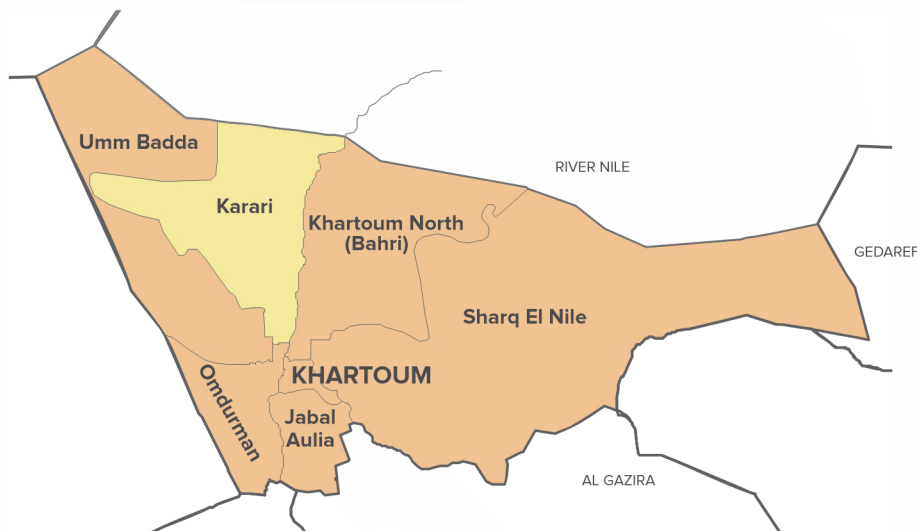 Umm Badda
RIVER NILE
Karari
Khartoum North
(Bahri)
GEDAREF
Sharq El Nile
KHARTOUM
Omdurman
Jabal
Aulia
AL GAZIRA